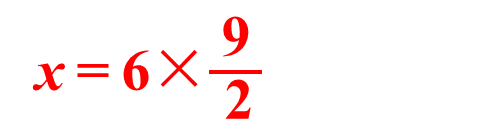 x = 6 × 9/2